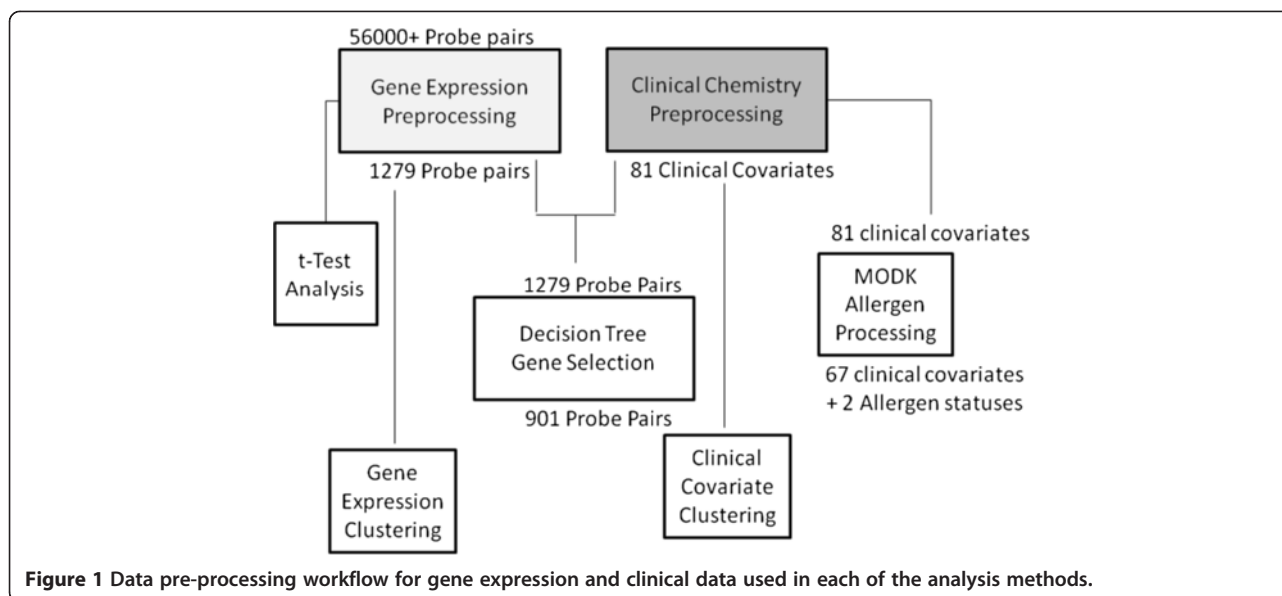 56000+ Probe pairs
Gene Expression
Preprocessing
Clinical Chemistry
Preprocessing
1279 Probe pairs
81 Clinical Covariates
t-Test
Analysis
81 clinical covariates
MODK
Allergen
Processing
67 clinical covariates
+ 2 Allergen statuses
1279 Probe Pairs
Decision Tree
Gene Selection
901 Probe Pairs
Gene
Expression
Clustering
Clinical
Covariate
Clustering
Figure 1 Data pre-processing workflow for gene expression and clinical data used in each of the analysis methods.